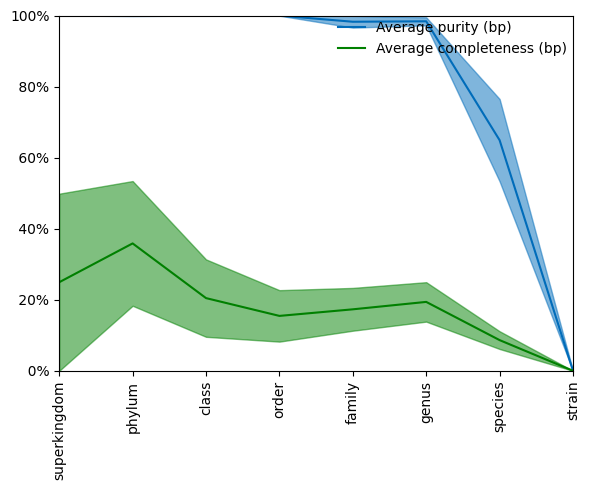 100%
80%
60%
40%
20%
0%
Average purity (bp)
Average completeness (bp)
superkingdom
phylum
class
order
family
genus
species
strain